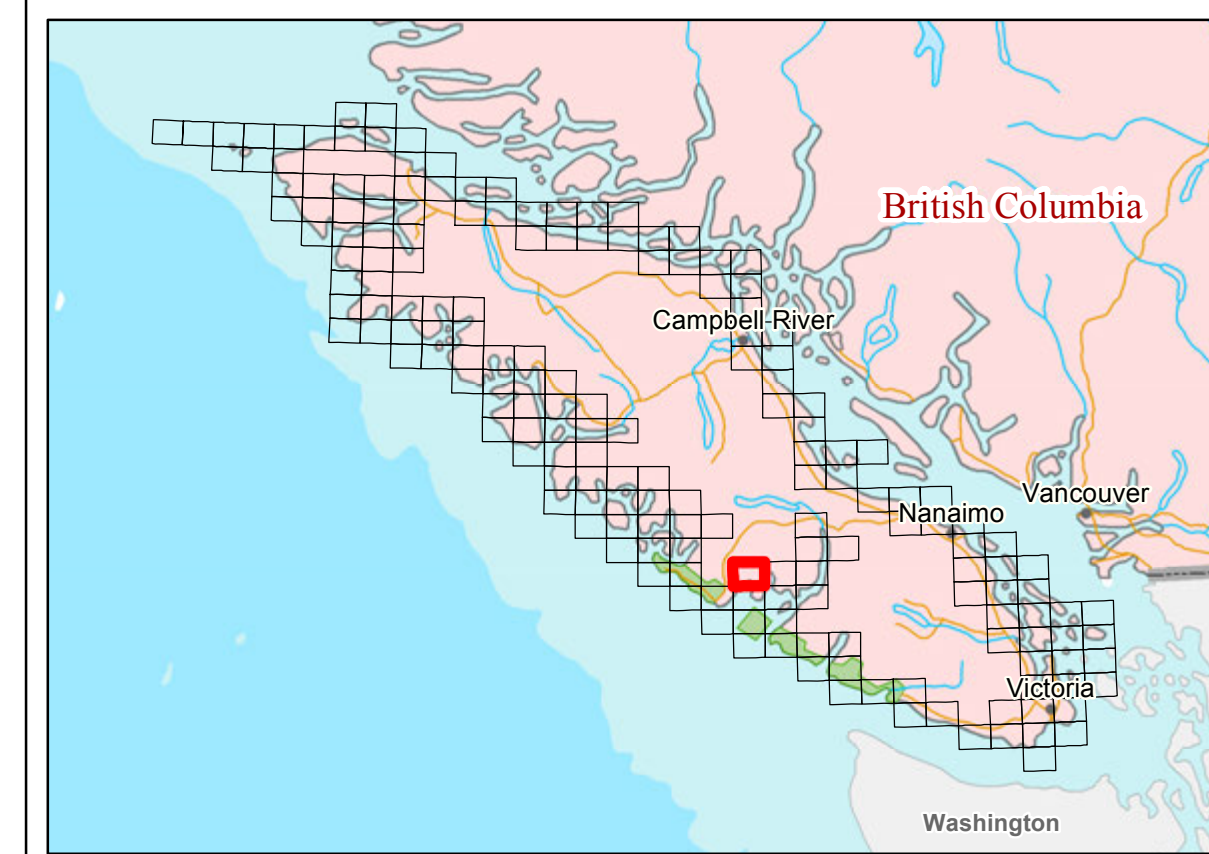 British Columbia
Campbell River
Vancouver
Nanaimo
Victoria
Washington